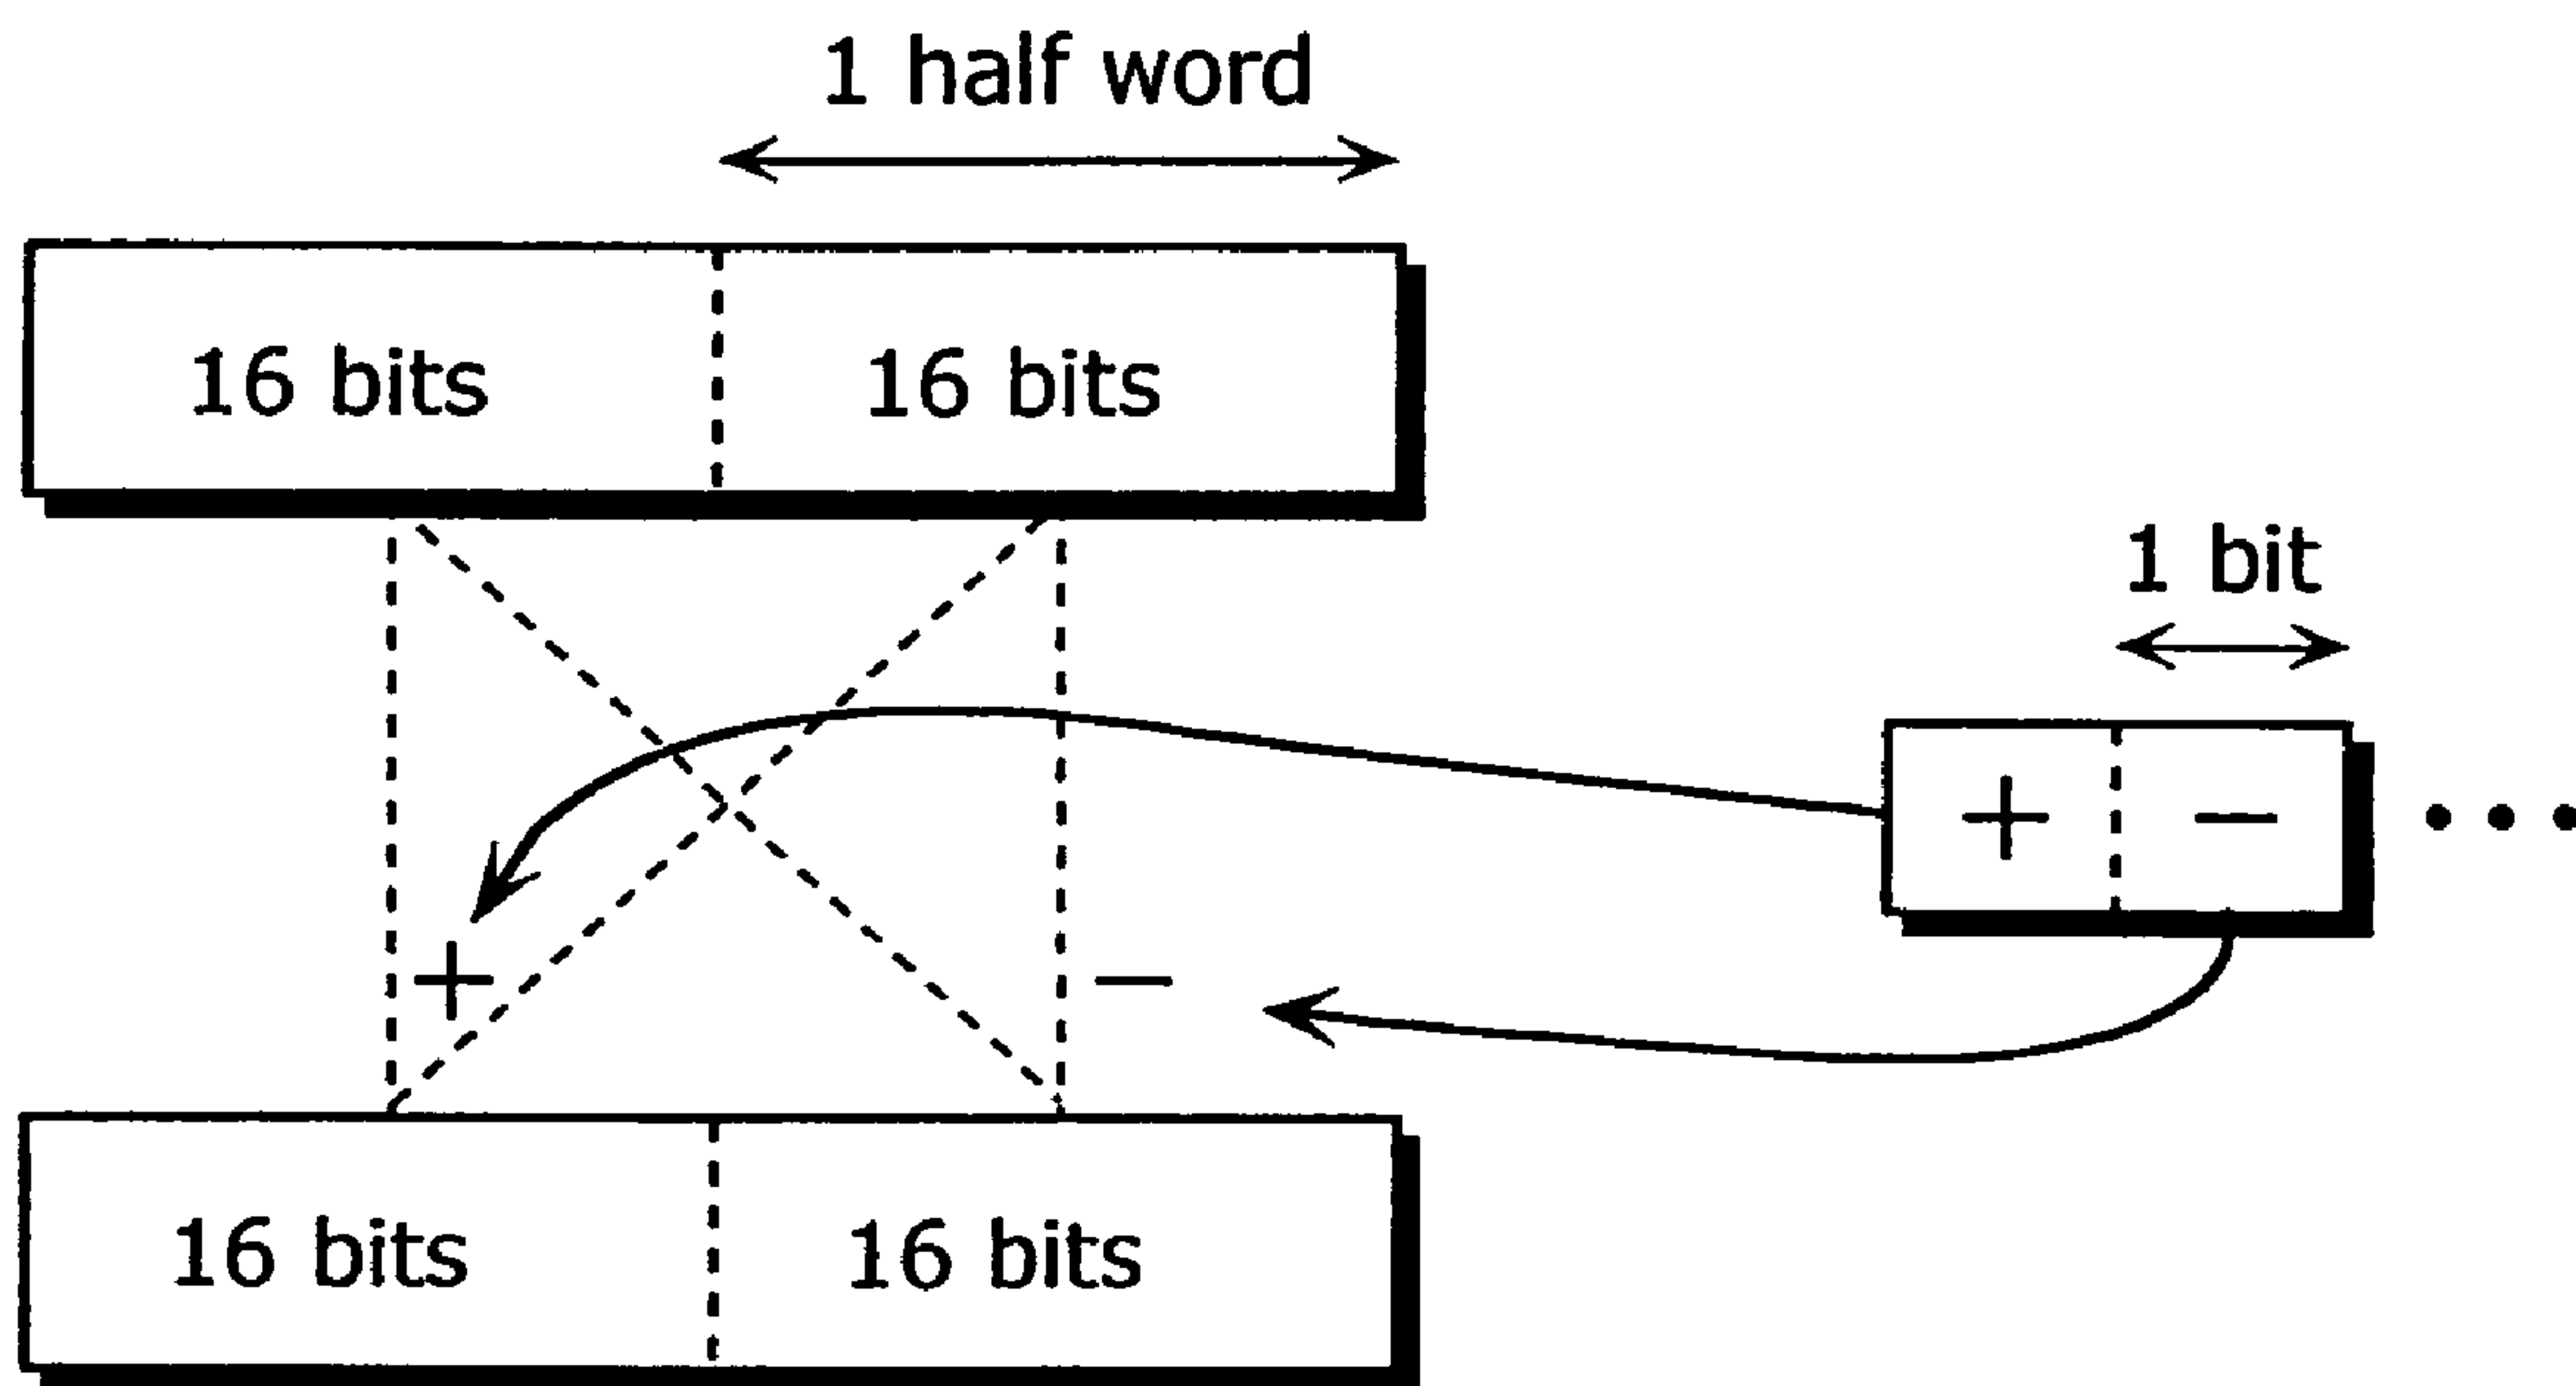 1 half word
16 bits 16 bits
1 bit
+ − • • •
+ −
16 bits 16 bits